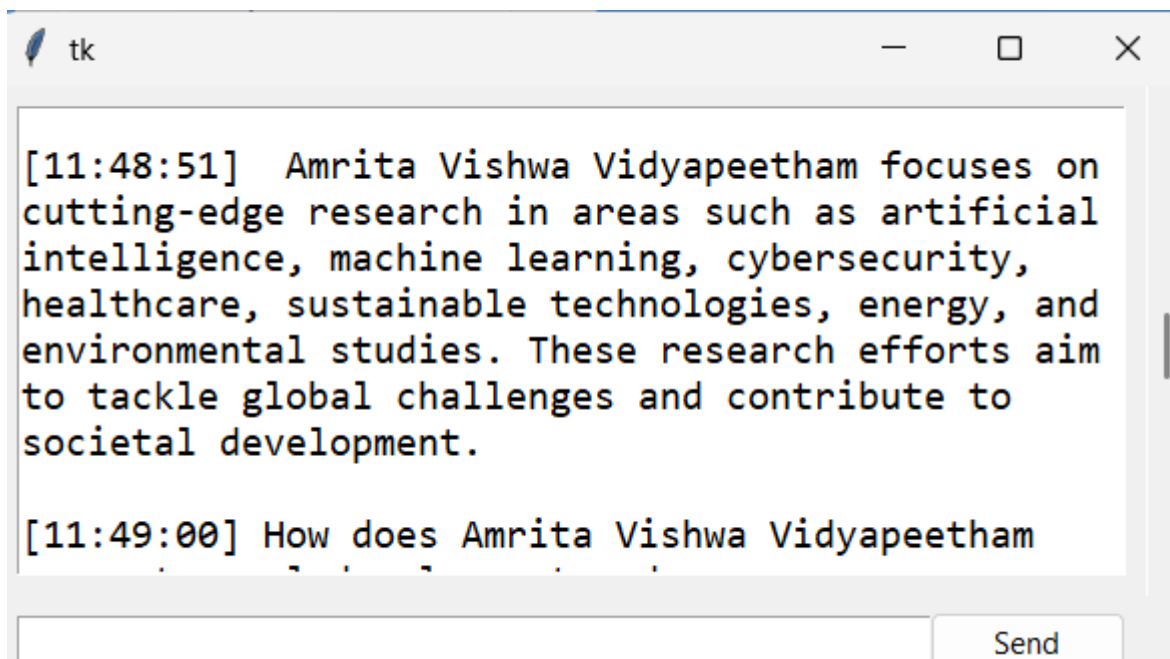 tk
[11:48:51]  Amrita Vishwa Vidyapeetham focuses on
cutting-edge research in areas such as artificial
intelligence, machine learning, cybersecurity,
healthcare, sustainable technologies, energy, and
environmental studies. These research efforts aim
to tackle global challenges and contribute to
societal development.
[11:49:00] How does Amrita Vishwa Vidyapeetham
Send